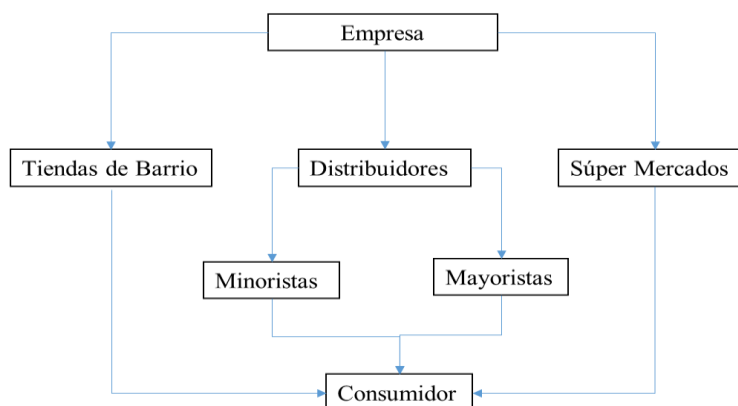 Empresa
Tiendas de Barrio
Distribuidores
Súper Mercados
Minoristas
Mayoristas
Consumidor